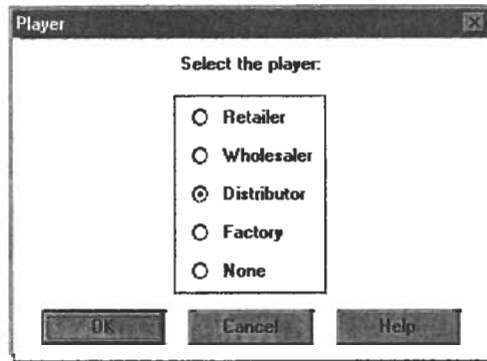 Player
Select the player:
Retailer
Wholesaler
Distributor
Factory
None
OK Cancel Help